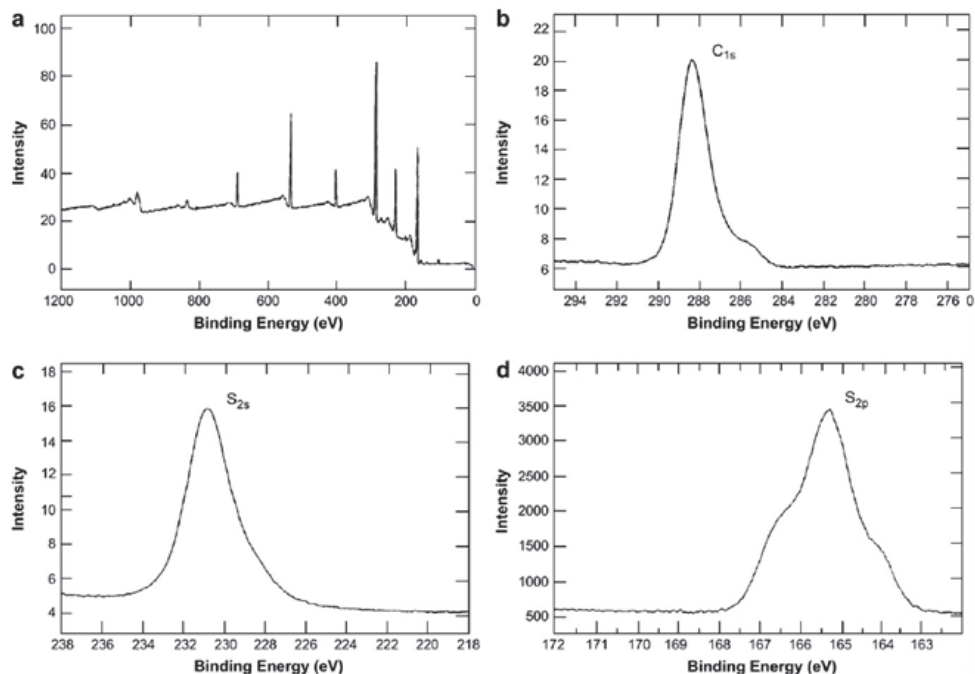 a
100
80
60
40
20
0
Intensity
1200 1000 800 600 400 200 0
Binding Energy (eV)
b
22
20
18
16
14
12
10
8
6
Intensity
C1s
294 292 290 288 286 284 282 280 278 276 0
Binding Energy (eV)
c
18
16
14
12
10
8
6
4
Intensity
S2s
238 236 234 232 230 228 226 224 222 220 218
Binding Energy (eV)
d
4000
3500
3000
2500
2000
1500
1000
500
Intensity
S2p
172 171 170 169 168 167 166 165 164 163
Binding Energy (eV)